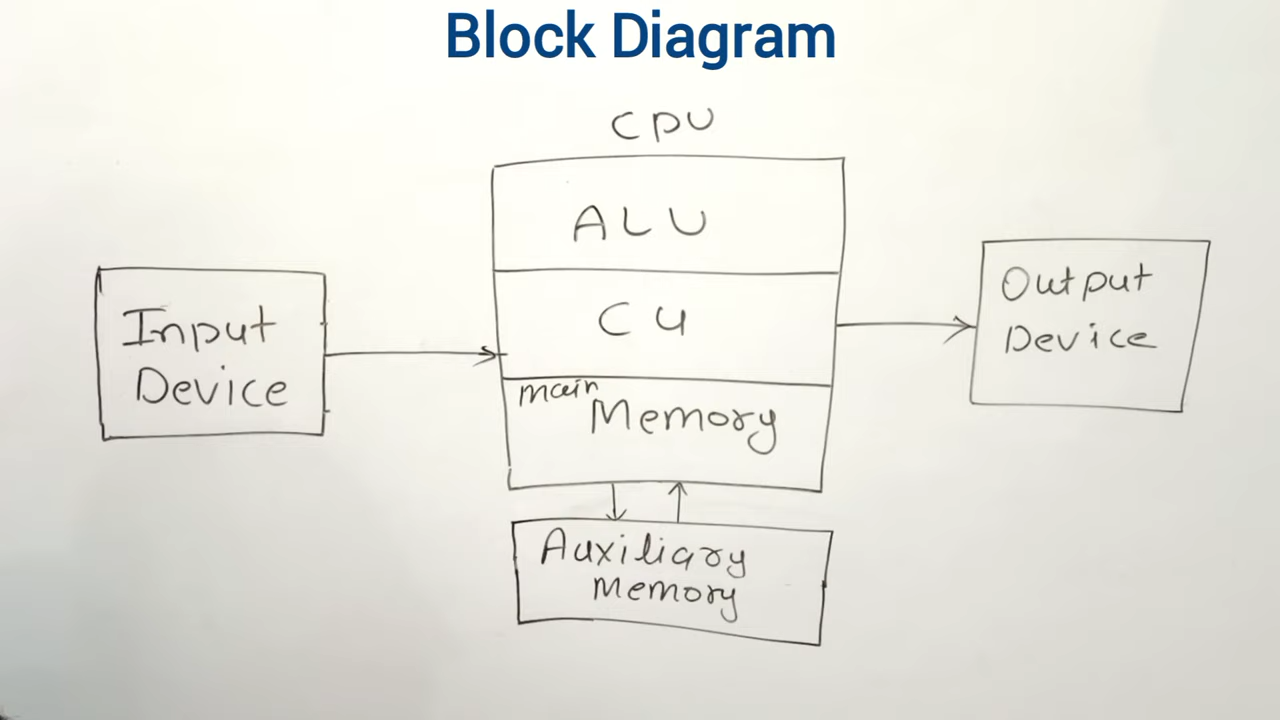 Block Diagram
CPU
ALU
CU
Input
Device
Output
Device
main
Memory
Auxiliary
Memory